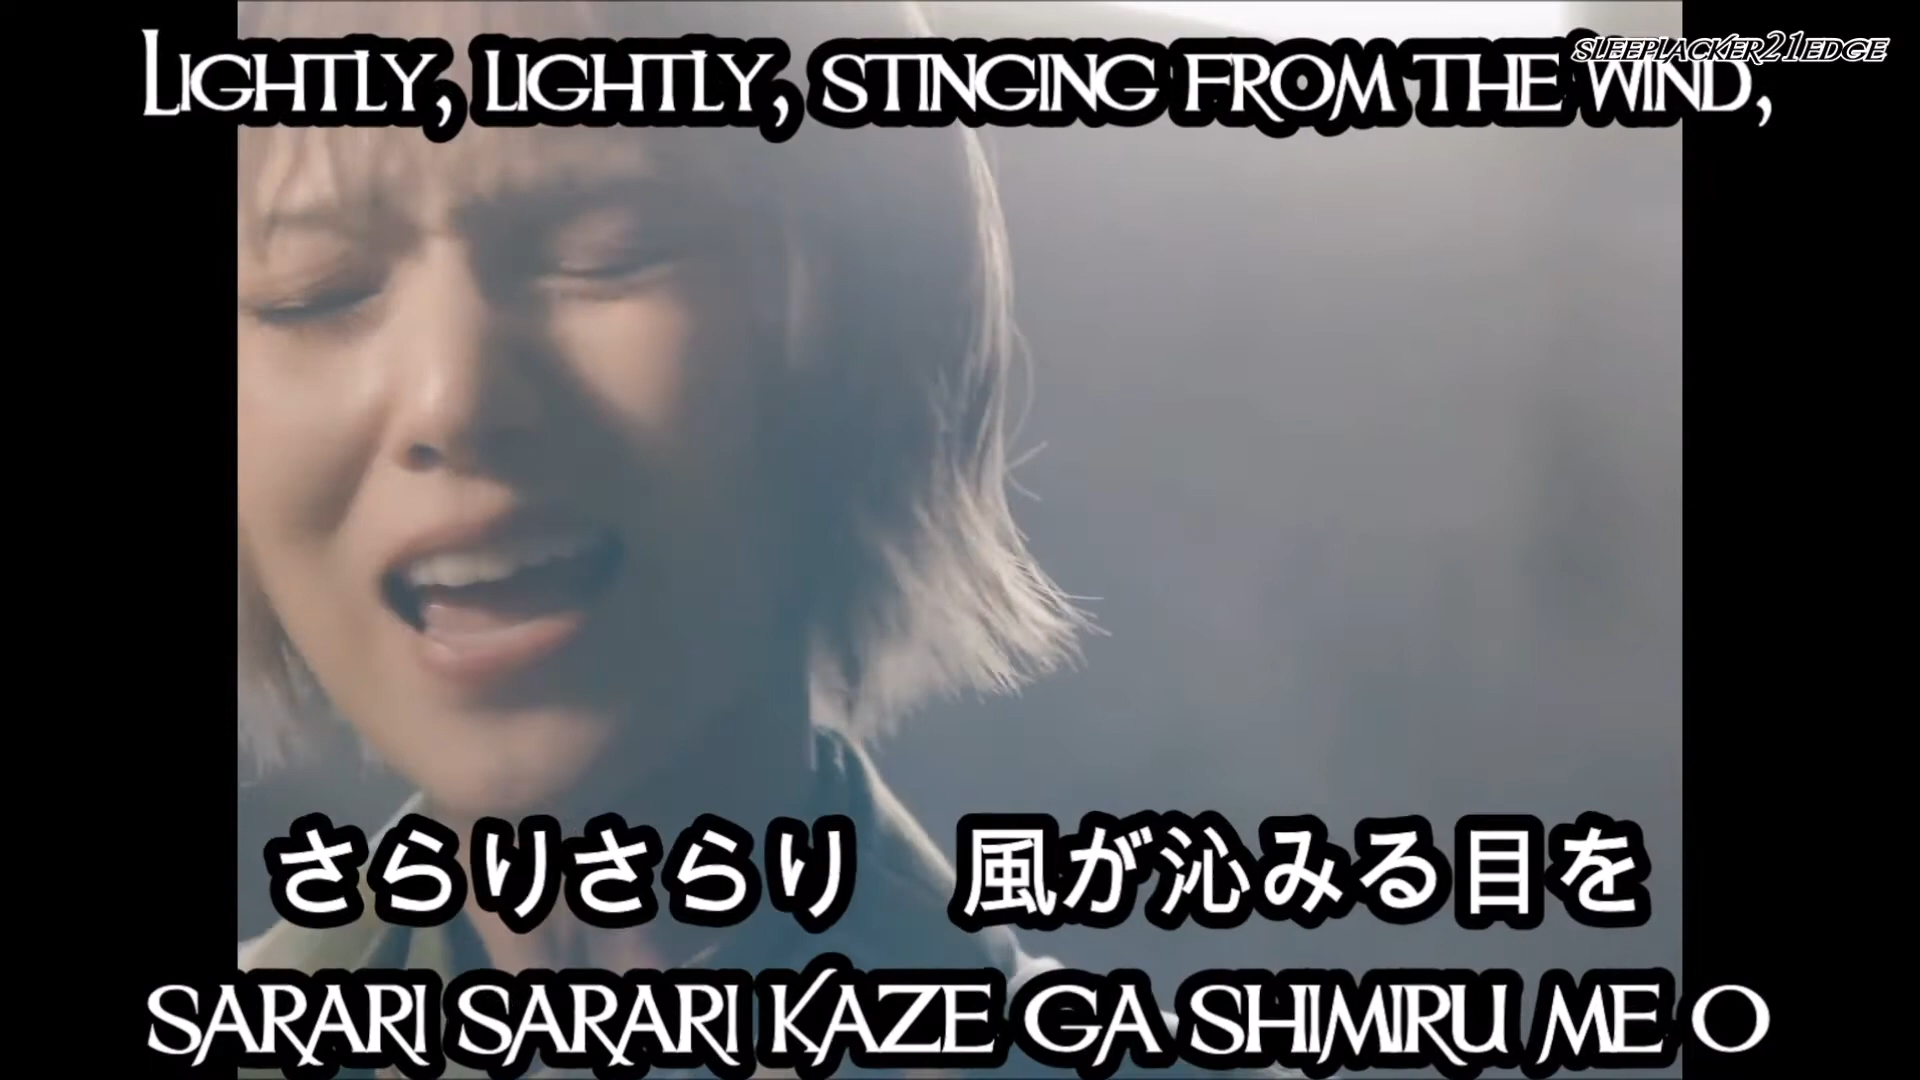 Lightly, lightly, stinging from the wind,
sleeplacker21edge
さらりさらり　風が沁みる目を
sarari sarari kaze ga shimiru me o